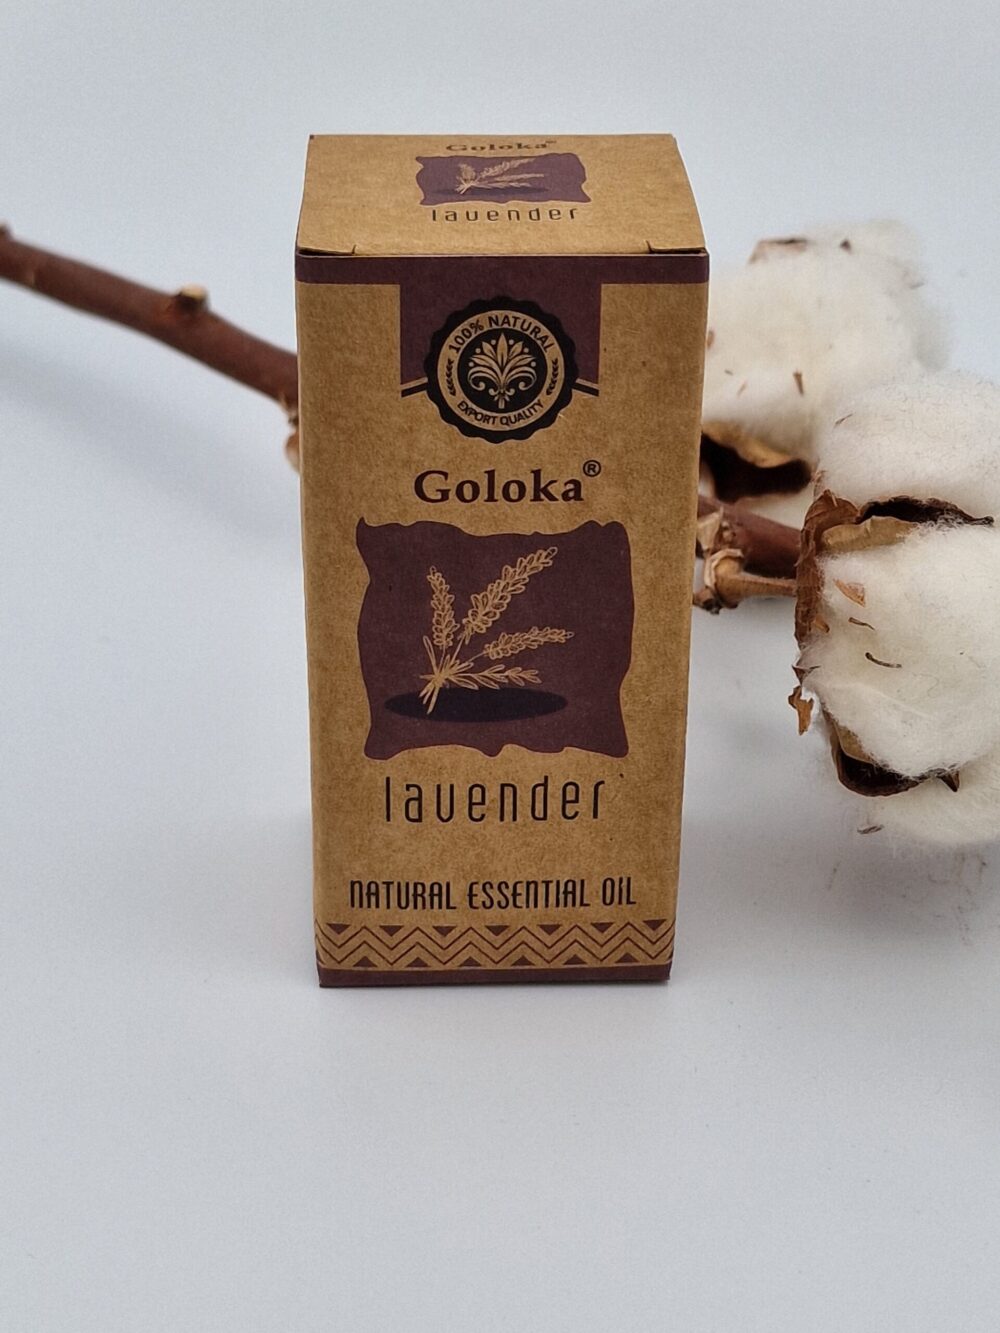 Goloka®
lavender
100% NATURAL
EXPORT QUALITY
Goloka®
lavender
NATURAL ESSENTIAL OIL